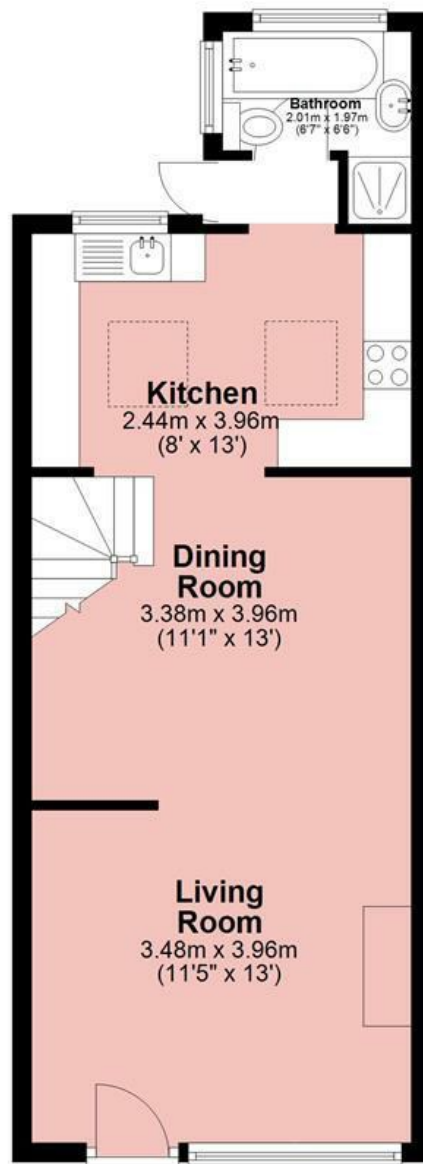 Bathroom
2.01m x 1.97m
(6'7" x 6'6")
Kitchen
2.44m x 3.96m
(8' x 13')
Dining
Room
3.38m x 3.96m
(11'1" x 13')
Living
Room
3.48m x 3.96m
(11'5" x 13')